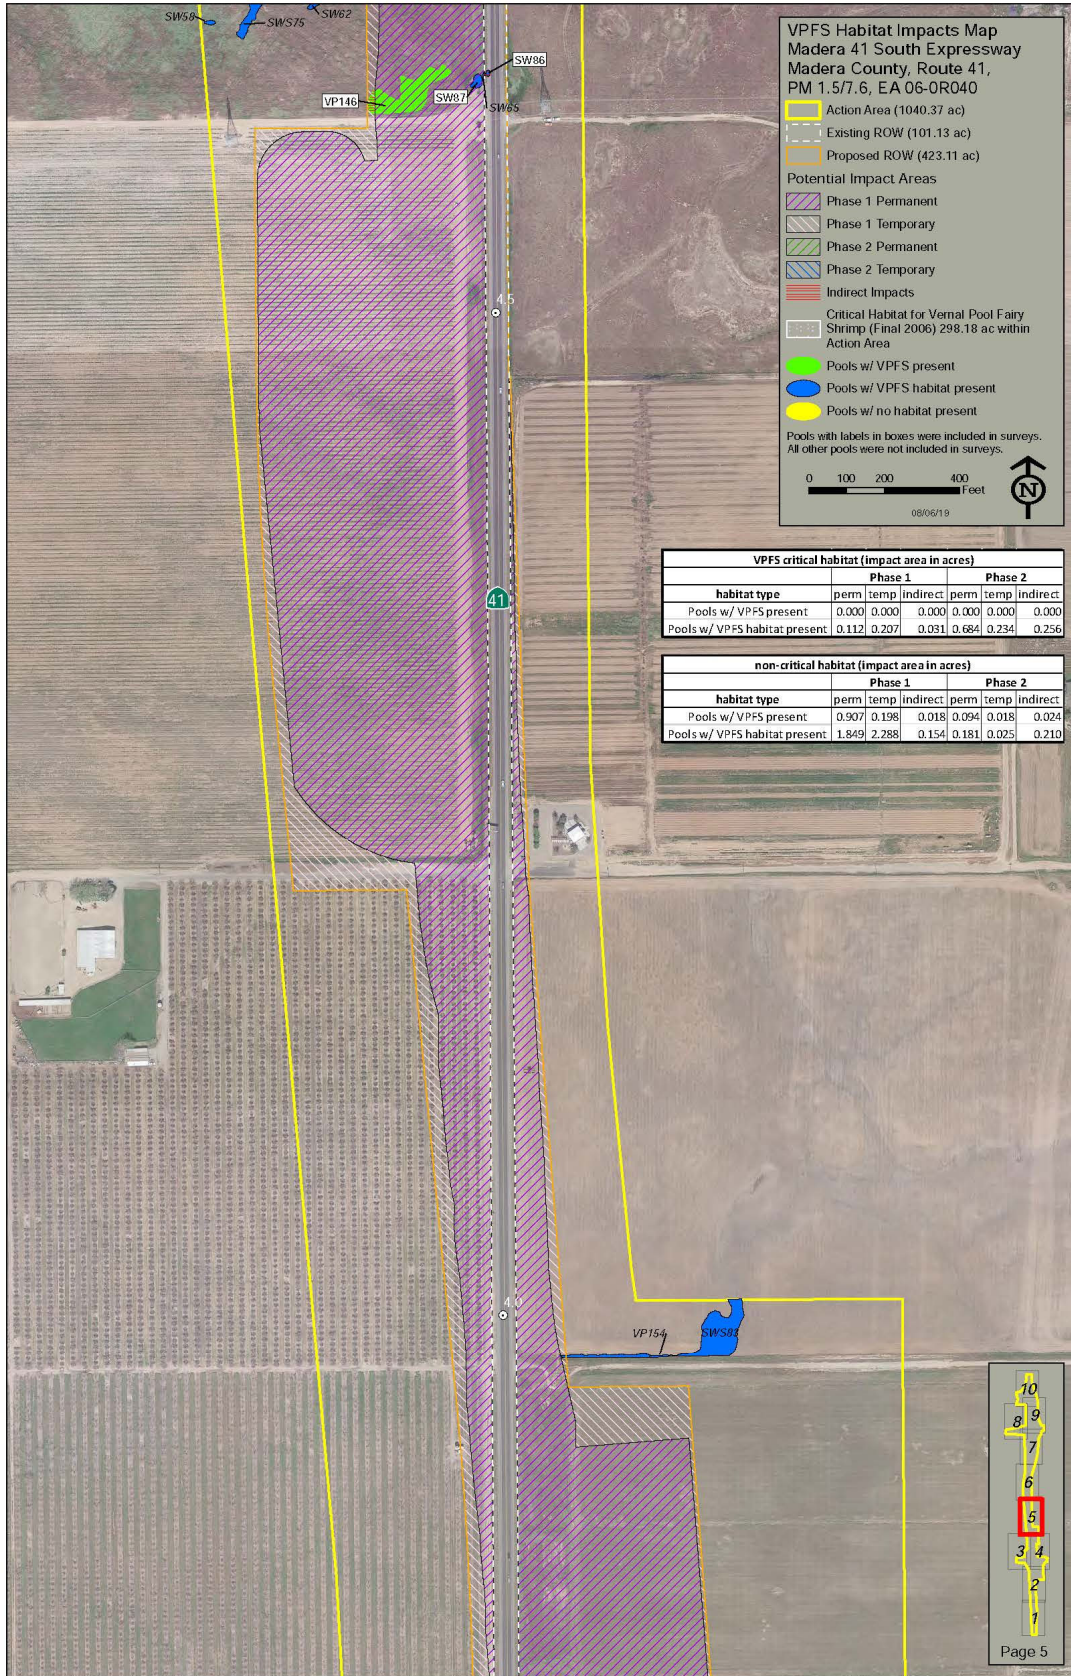 SW58
SWS75
SW62
SW86
SW87
SW65
VP146
4.5
41
4.0
VP154
SWS83
VPFS Habitat Impacts Map
Madera 41 South Expressway
Madera County, Route 41,
PM 1.5/7.6, EA 06-0R040
Action Area (1040.37 ac)
Existing ROW (101.13 ac)
Proposed ROW (423.11 ac)
Potential Impact Areas
Phase 1 Permanent
Phase 1 Temporary
Phase 2 Permanent
Phase 2 Temporary
Indirect Impacts
Critical Habitat for Vernal Pool Fairy
Shrimp (Final 2006) 298.18 ac within
Action Area
Pools w/ VPFS present
Pools w/ VPFS habitat present
Pools w/ no habitat present
Pools with labels in boxes were included in surveys.
All other pools were not included in surveys.
0 100 200 400
Feet
N
08/06/19
VPFS critical habitat (impact area in acres)
Phase 1 Phase 2
habitat type perm temp indirect perm temp indirect
Pools w/ VPFS present 0.000 0.000 0.000 0.000 0.000 0.000
Pools w/ VPFS habitat present 0.112 0.207 0.031 0.684 0.234 0.256
non-critical habitat (impact area in acres)
Phase 1 Phase 2
habitat type perm temp indirect perm temp indirect
Pools w/ VPFS present 0.907 0.198 0.018 0.094 0.018 0.024
Pools w/ VPFS habitat present 1.849 2.288 0.154 0.181 0.025 0.210
10
9
8
7
6
5
3 4
2
1
Page 5